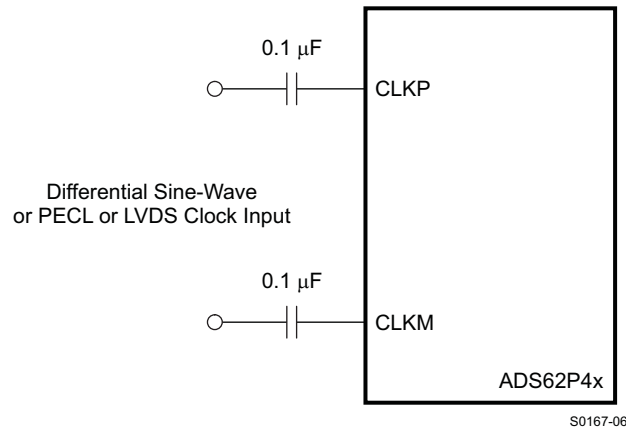 0.1 μF
CLKP
Differential Sine-Wave
or PECL or LVDS Clock Input
0.1 μF
CLKM
ADS62P4x
S0167-06